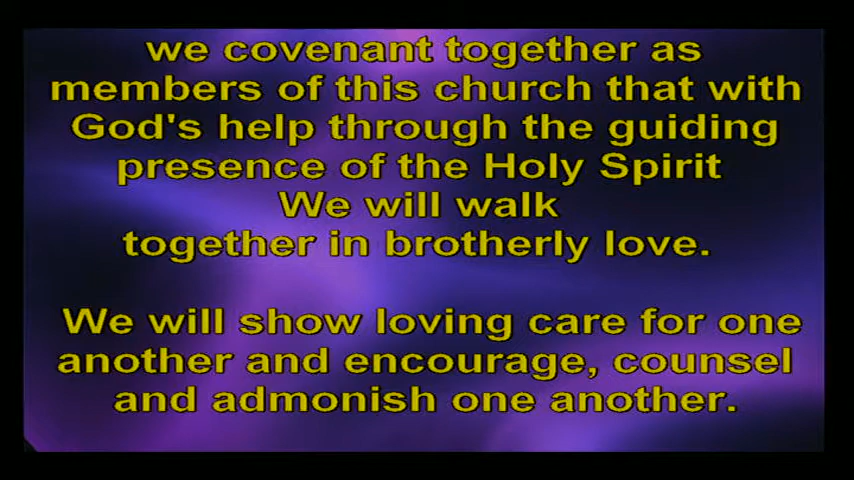 we covenant together as
members of this church that with
God's help through the guiding
presence of the Holy Spirit
We will walk
together in brotherly love.
We will show loving care for one
another and encourage, counsel
and admonish one another.